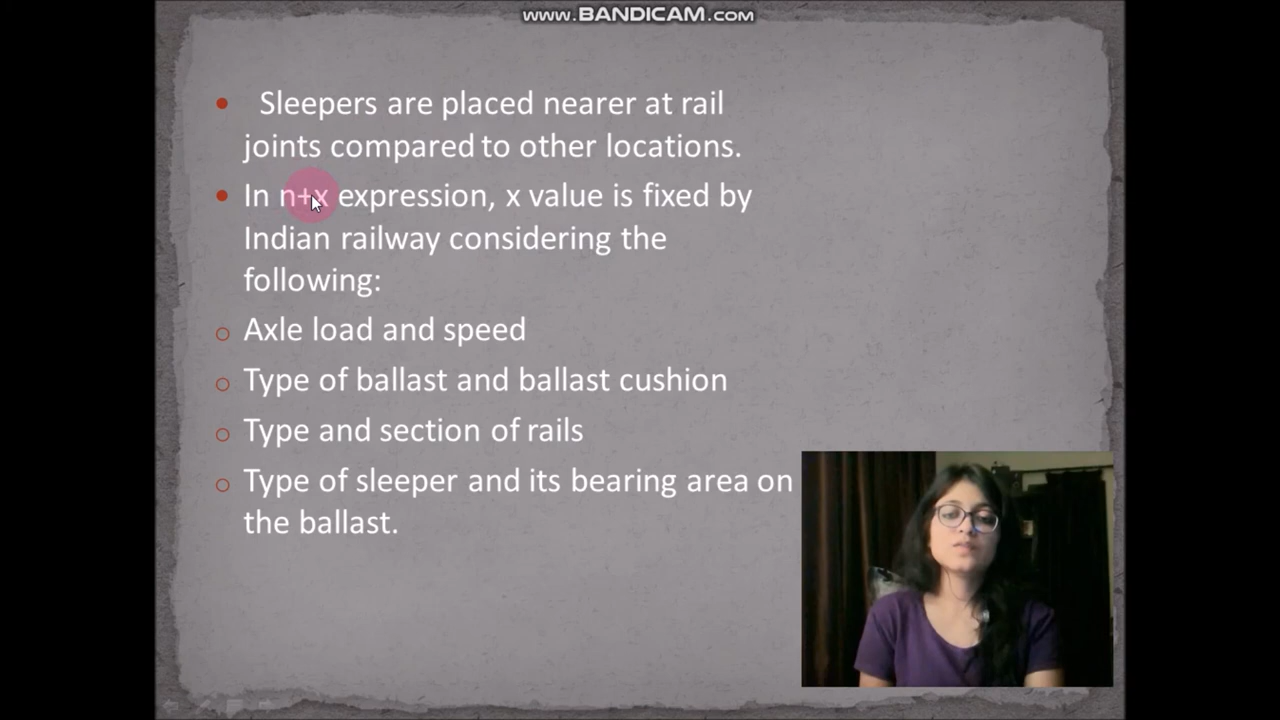 www.BANDICAM.com
• Sleepers are placed nearer at rail
joints compared to other locations.
• In n+x expression, x value is fixed by
Indian railway considering the
following:
o Axle load and speed
o Type of ballast and ballast cushion
o Type and section of rails
o Type of sleeper and its bearing area on
the ballast.